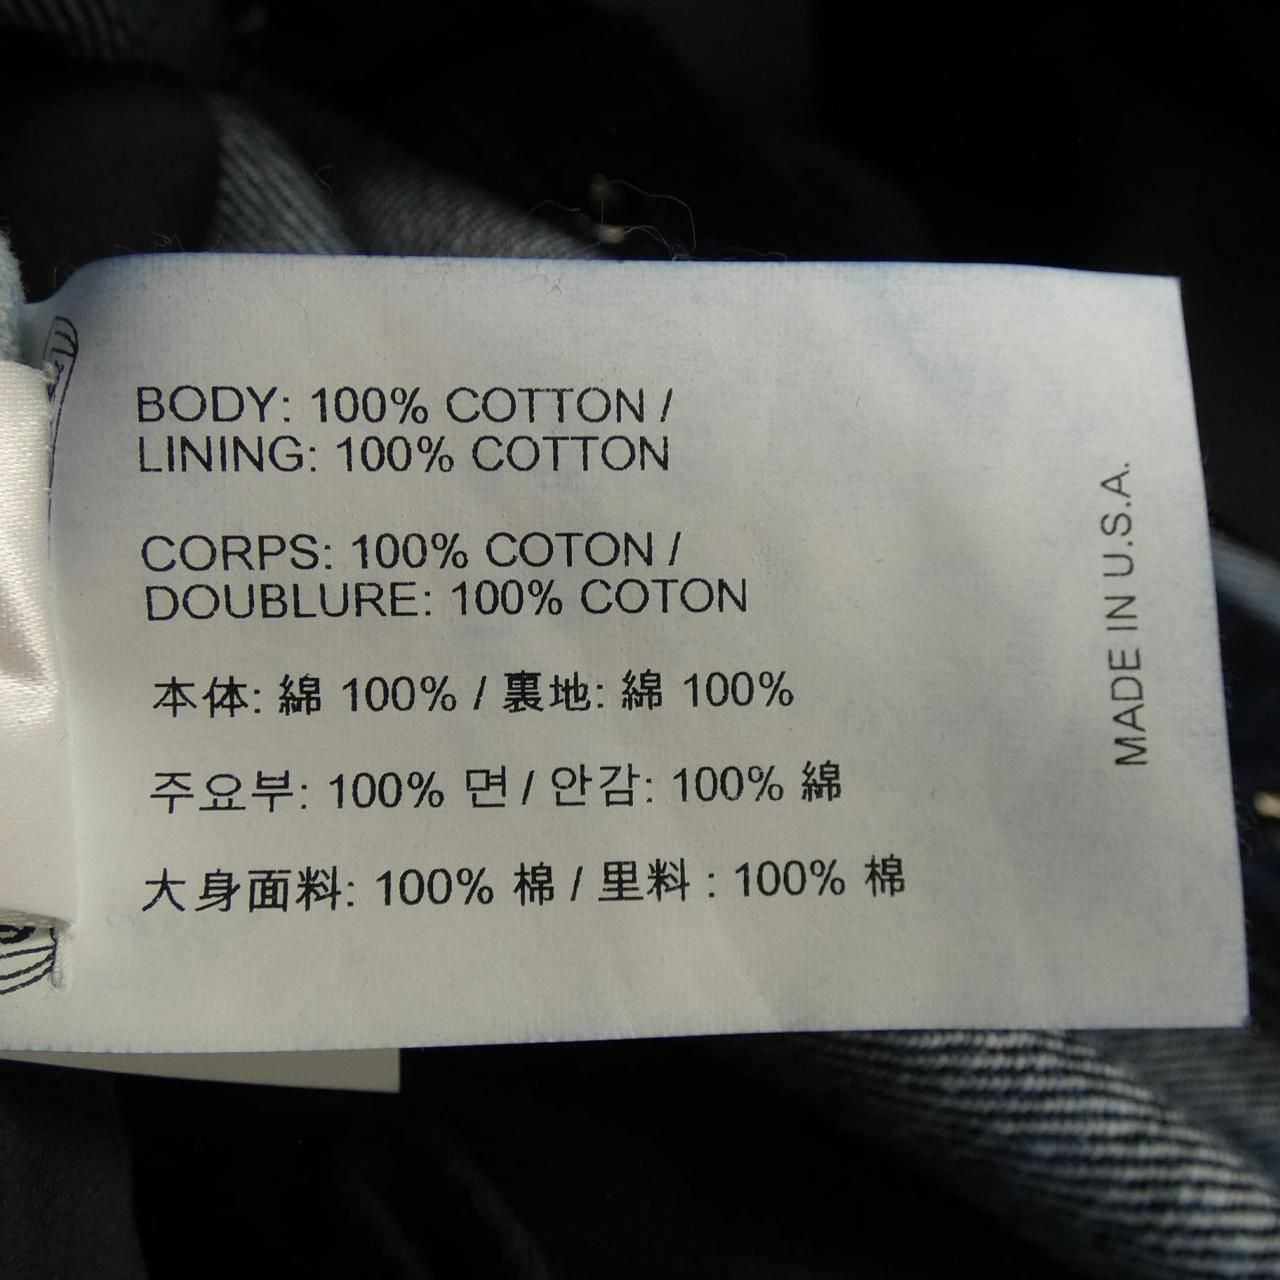 BODY: 100% COTTON /
LINING: 100% COTTON
CORPS: 100% COTON /
DOUBLURE: 100% COTON
本体: 綿 100% / 裏地: 綿 100%
주요부: 100% 면 / 안감: 100% 綿
大身面料: 100% 棉 / 里料 : 100% 棉
MADE IN U.S.A.